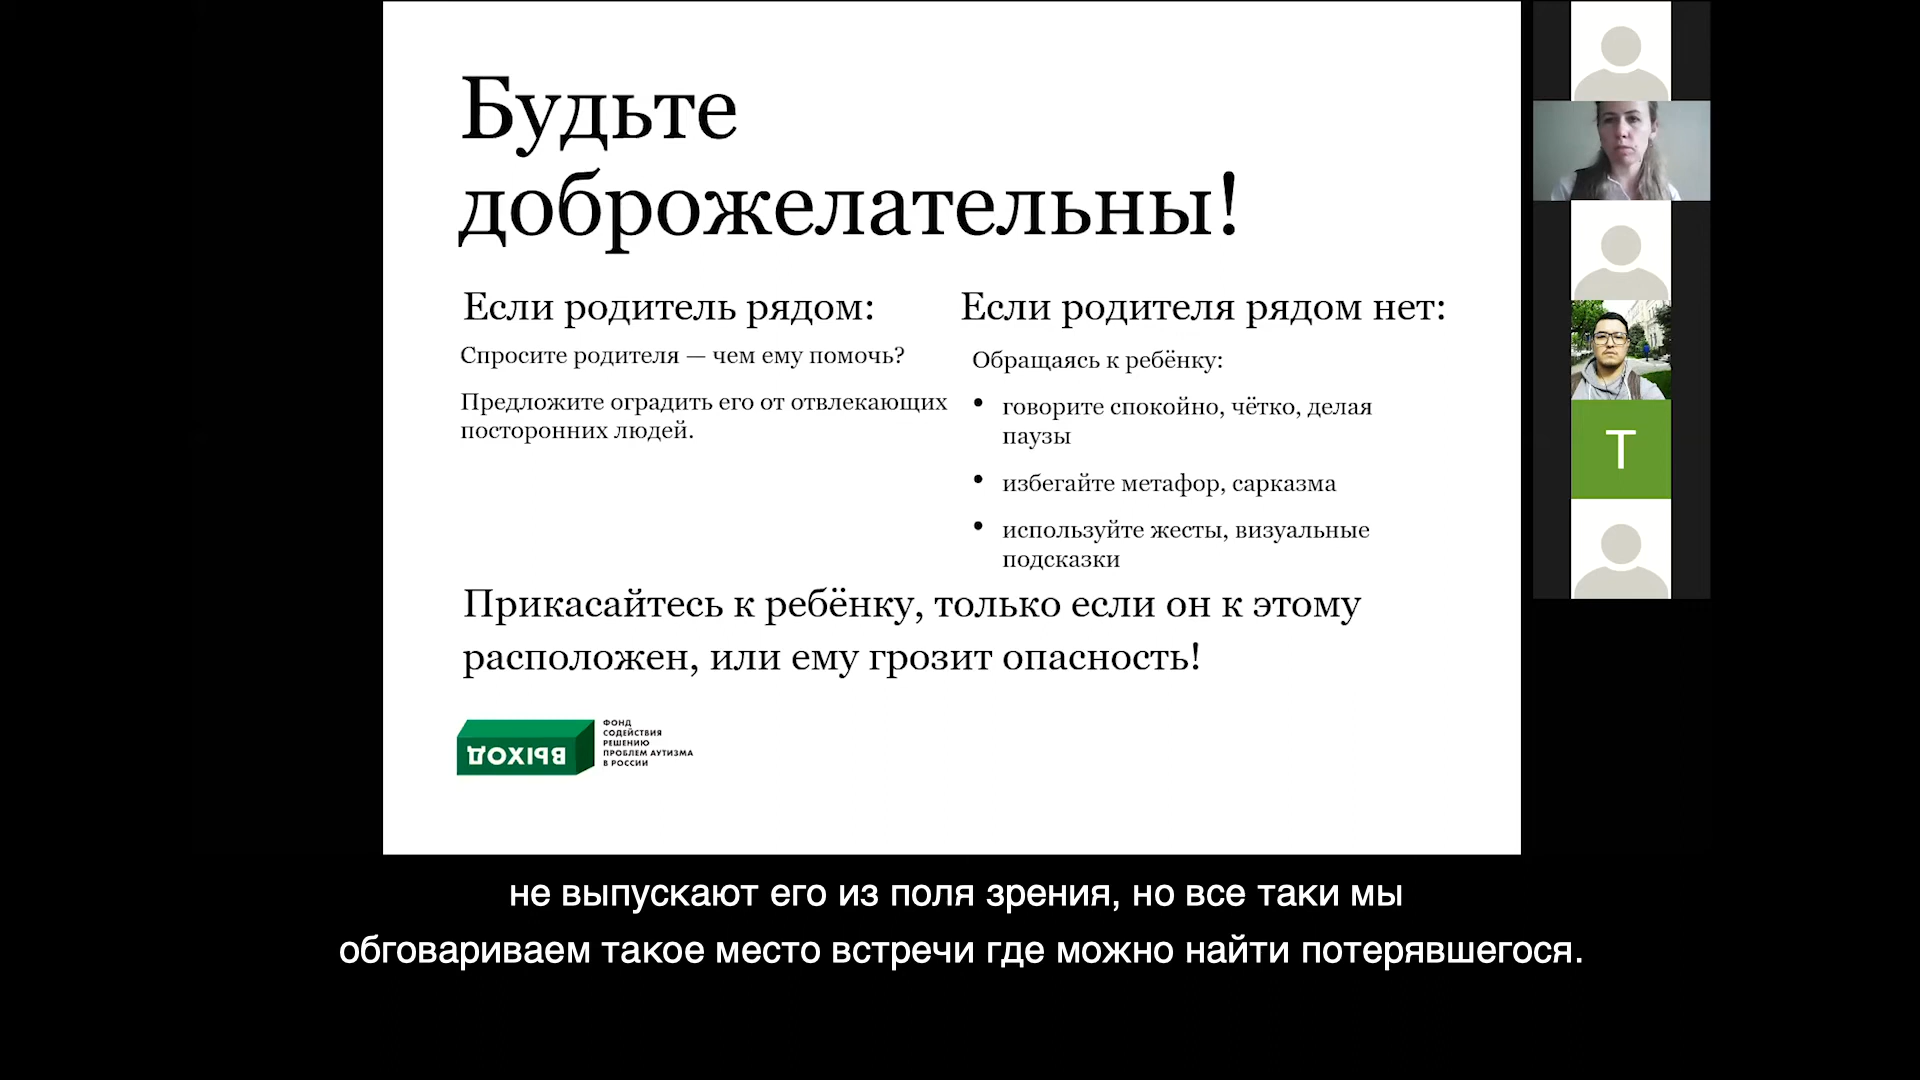 Будьте
доброжелательны!
Если родитель рядом:
Спросите родителя — чем ему помочь?
Предложите оградить его от отвлекающих
посторонних людей.
Если родителя рядом нет:
Обращаясь к ребёнку:
• говорите спокойно, чётко, делая
паузы
• избегайте метафор, сарказма
• используйте жесты, визуальные
подсказки
Прикасайтесь к ребёнку, только если он к этому
расположен, или ему грозит опасность!
ВЫХОД
ФОНД
СОДЕЙСТВИЯ
РЕШЕНИЮ
ПРОБЛЕМ АУТИЗМА
В РОССИИ
T
не выпускают его из поля зрения, но все таки мы
обговариваем такое место встречи где можно найти потерявшегося.